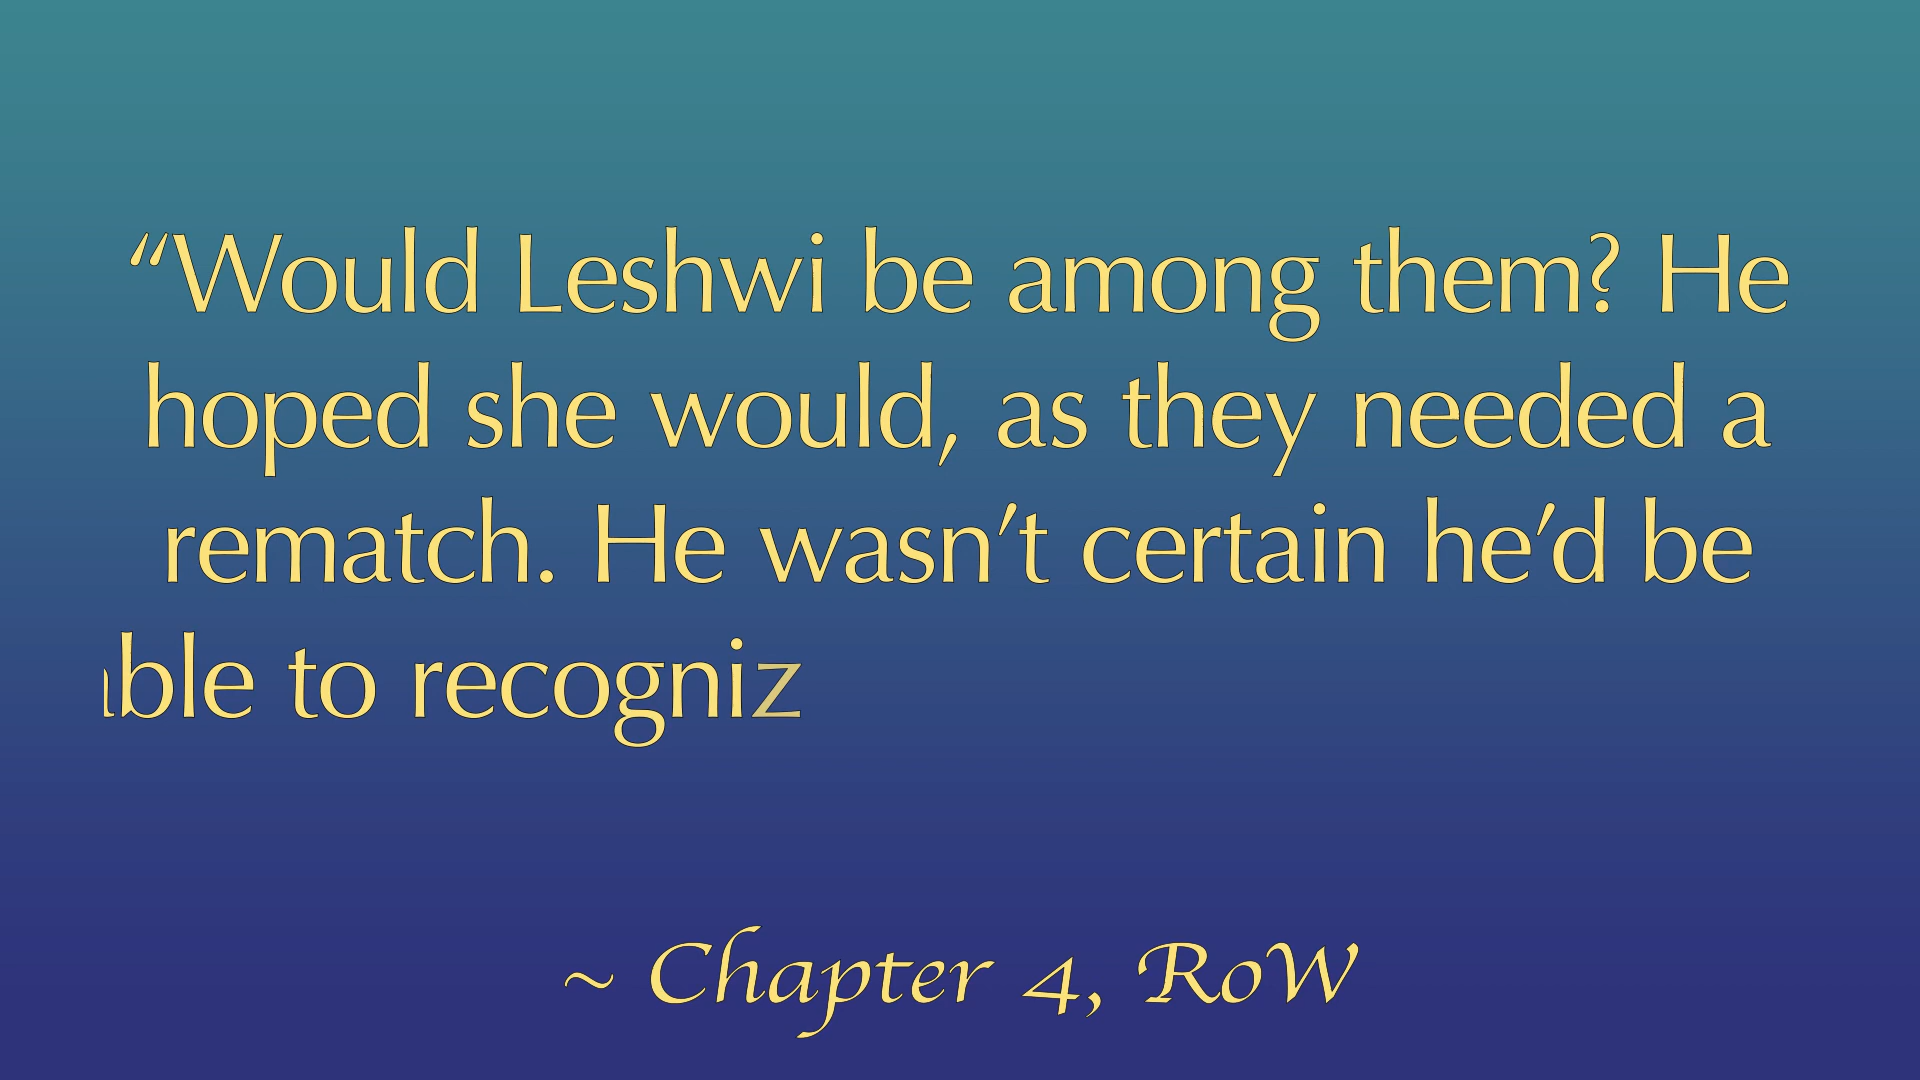 “Would Leshwi be among them? He
hoped she would, as they needed a
rematch. He wasn’t certain he’d be
able to recogniz
~ Chapter 4, RoW